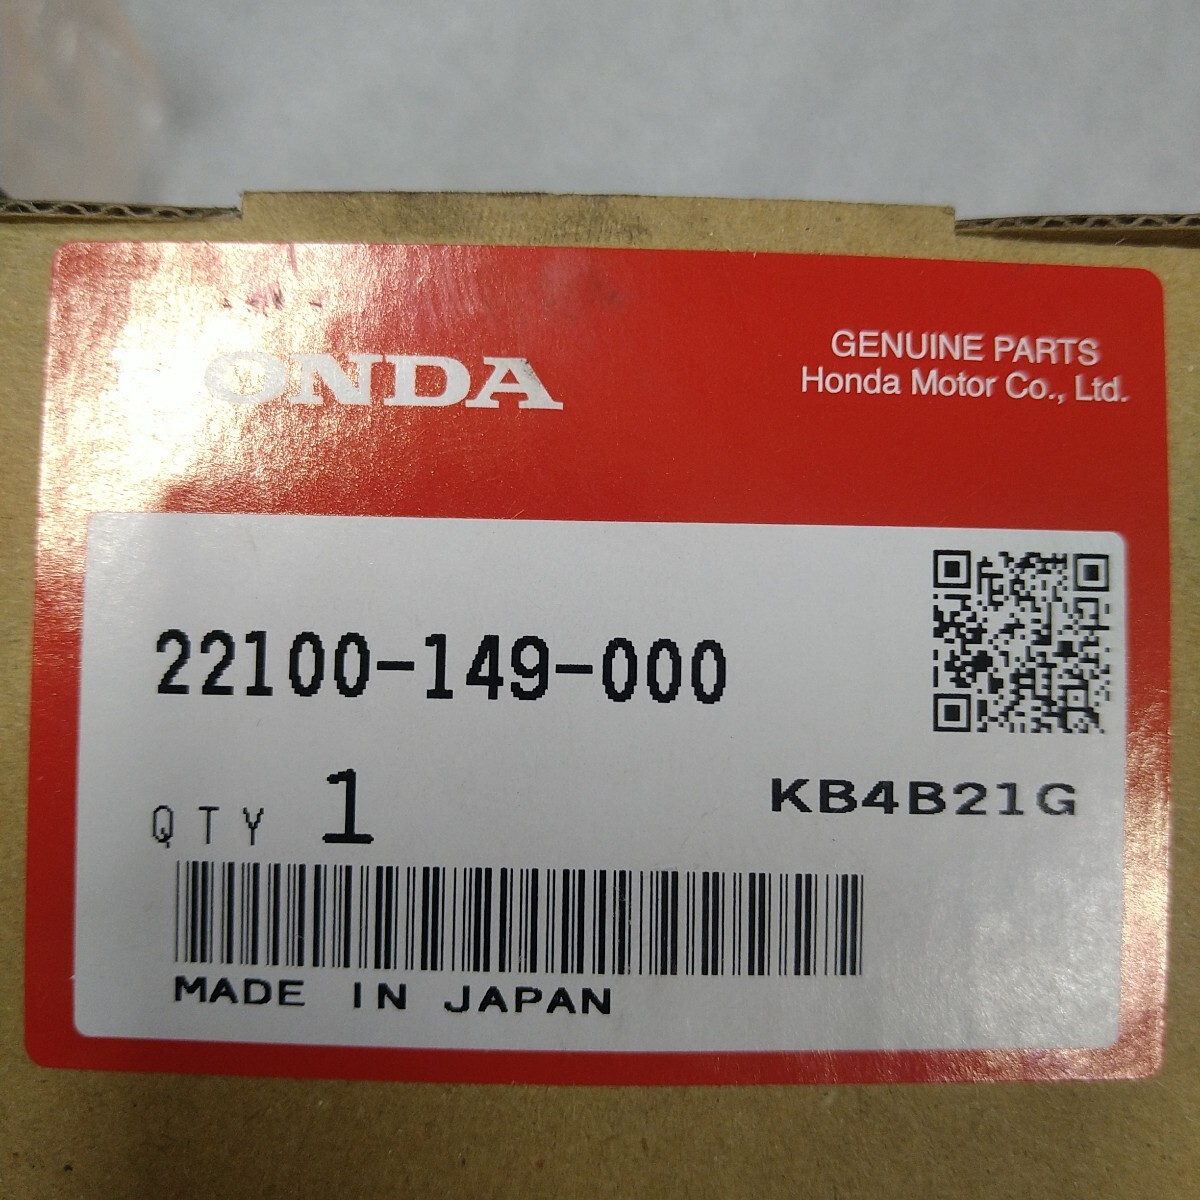 HONDA
GENUINE PARTS
Honda Motor Co., Ltd.
22100-149-000
QTY 1
KB4B21G
MADE IN JAPAN